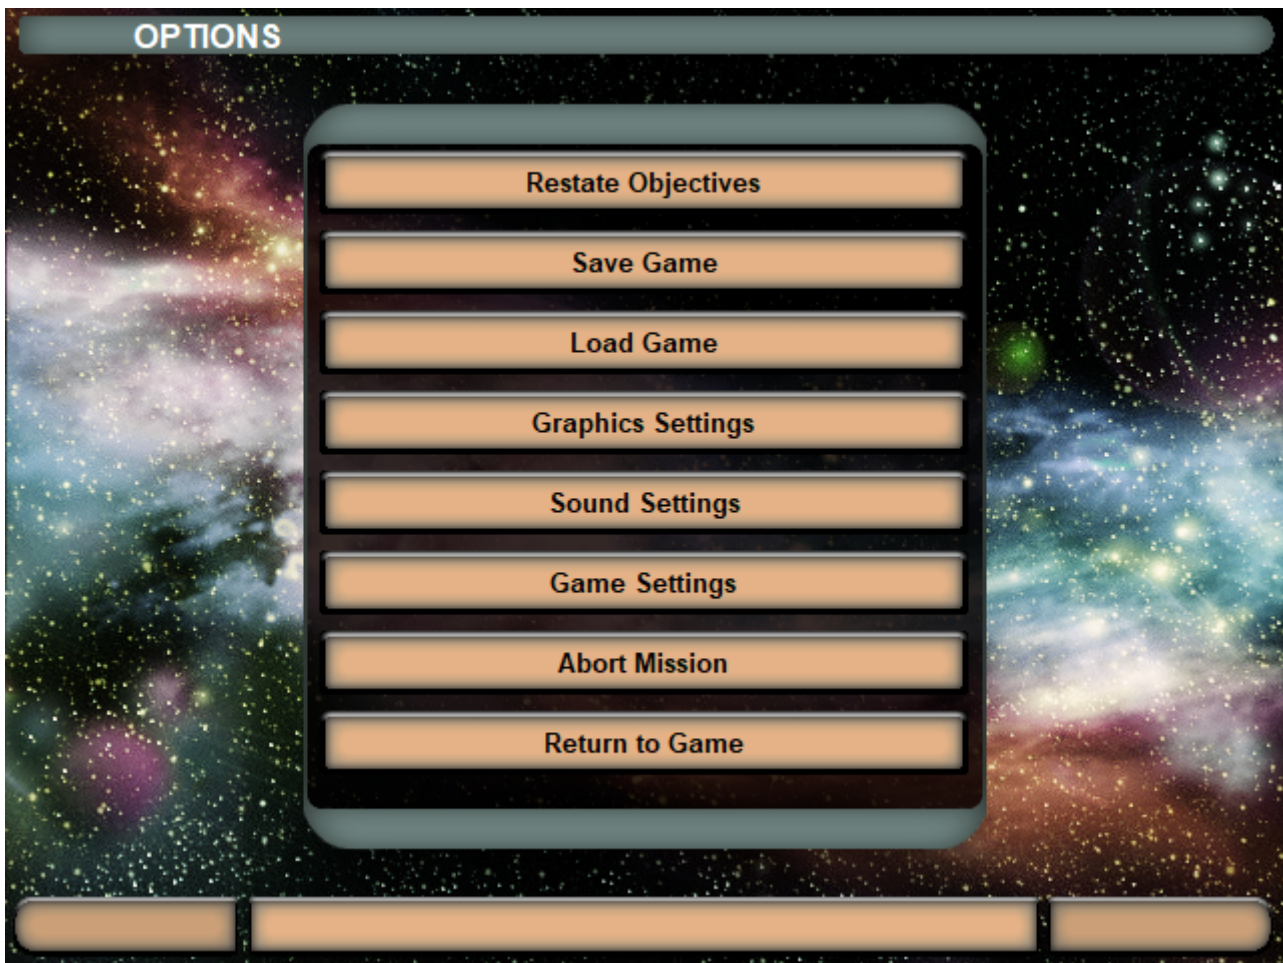 OPTIONS
Restate Objectives
Save Game
Load Game
Graphics Settings
Sound Settings
Game Settings
Abort Mission
Return to Game